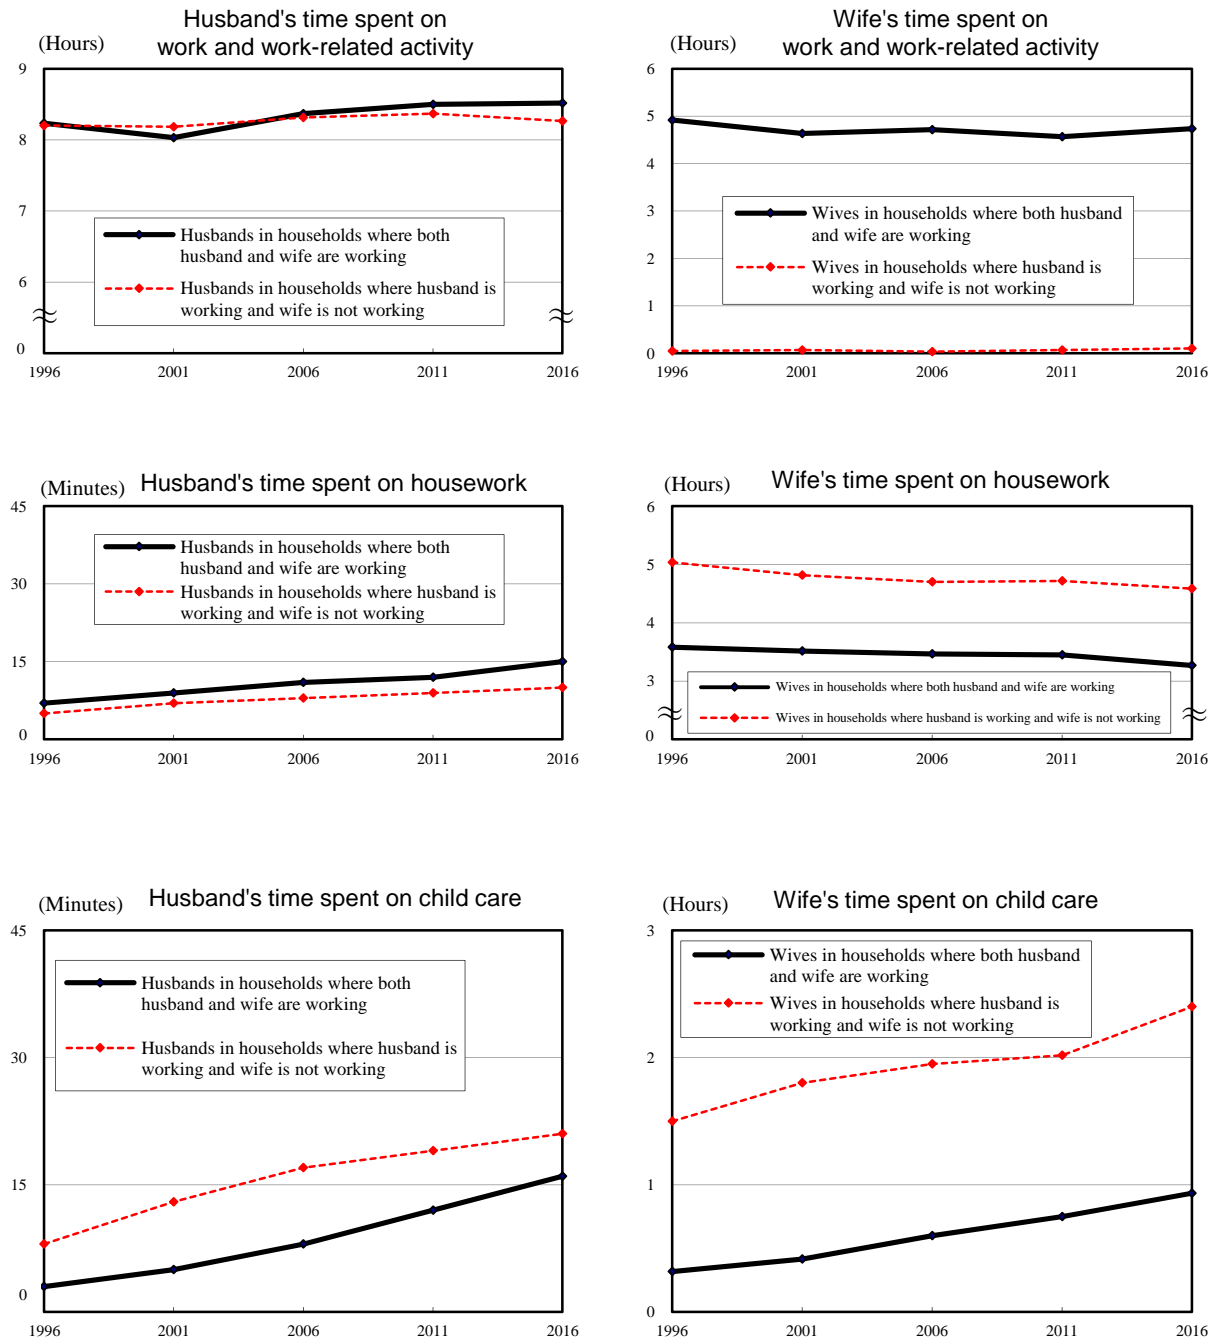 Husband's time spent on
work and work-related activity
(Hours)
9
8
7
6
0
Husbands in households where both
husband and wife are working
Husbands in households where husband is
working and wife is not working
1996 2001 2006 2011 2016
Wife's time spent on
work and work-related activity
(Hours)
6
5
4
3
2
1
0
Wives in households where both husband
and wife are working
Wives in households where husband is
working and wife is not working
1996 2001 2006 2011 2016
Husband's time spent on housework
(Minutes)
45
30
15
0
Husbands in households where both
husband and wife are working
Husbands in households where husband is
working and wife is not working
1996 2001 2006 2011 2016
Wife's time spent on housework
(Hours)
6
5
4
3
0
Wives in households where both husband and wife are working
Wives in households where husband is working and wife is not working
1996 2001 2006 2011 2016
Husband's time spent on child care
(Minutes)
45
30
15
0
Husbands in households where both
husband and wife are working
Husbands in households where husband is
working and wife is not working
1996 2001 2006 2011 2016
Wife's time spent on child care
(Hours)
3
2
1
0
Wives in households where both husband
and wife are working
Wives in households where husband is
working and wife is not working
1996 2001 2006 2011 2016